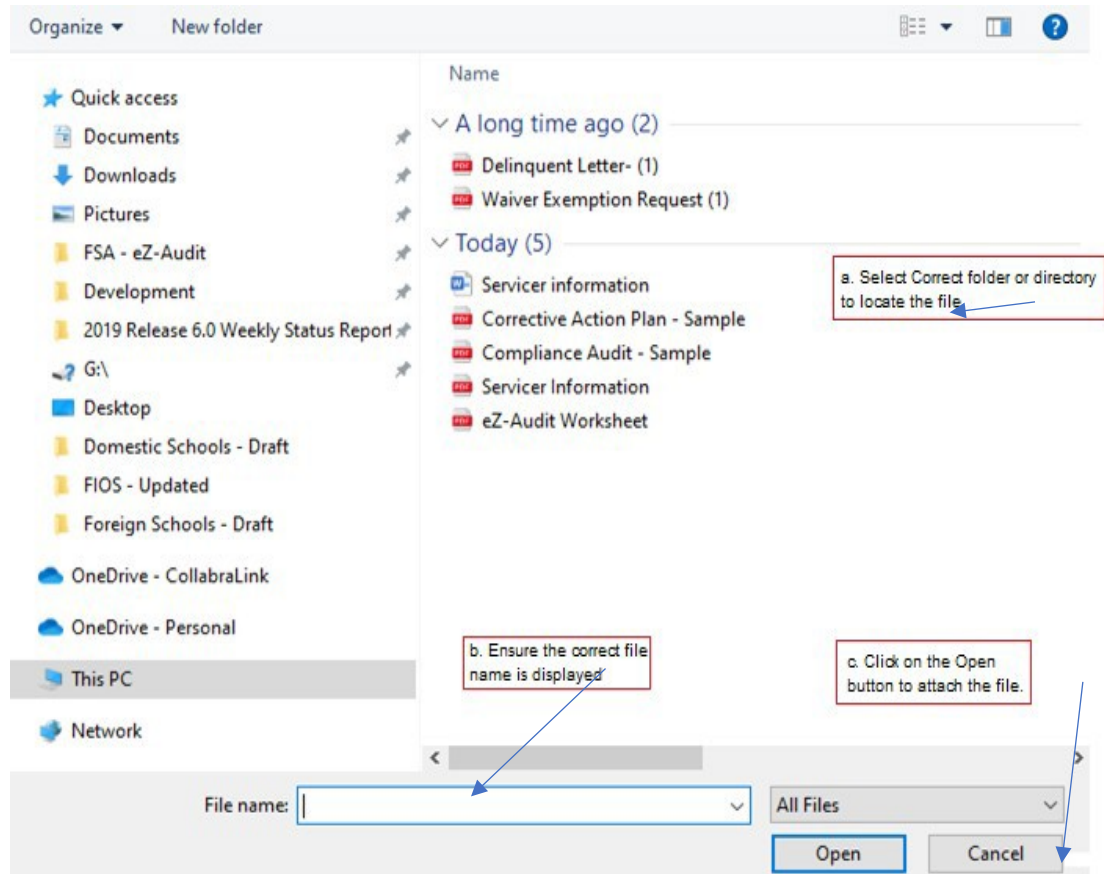 Organize
New folder
Quick access
Documents
Downloads
Pictures
FSA - eZ-Audit
Development
2019 Release 6.0 Weekly Status Report
G:\
Desktop
Domestic Schools - Draft
FIOS - Updated
Foreign Schools - Draft
OneDrive - CollabraLink
OneDrive - Personal
This PC
Network
Name
A long time ago (2)
Delinquent Letter- (1)
Waiver Exemption Request (1)
Today (5)
Servicer information
Corrective Action Plan - Sample
Compliance Audit - Sample
Servicer Information
eZ-Audit Worksheet
a. Select Correct folder or directory
to locate the file.
b. Ensure the correct file
name is displayed
c. Click on the Open
button to attach the file.
File name:
All Files
Open
Cancel